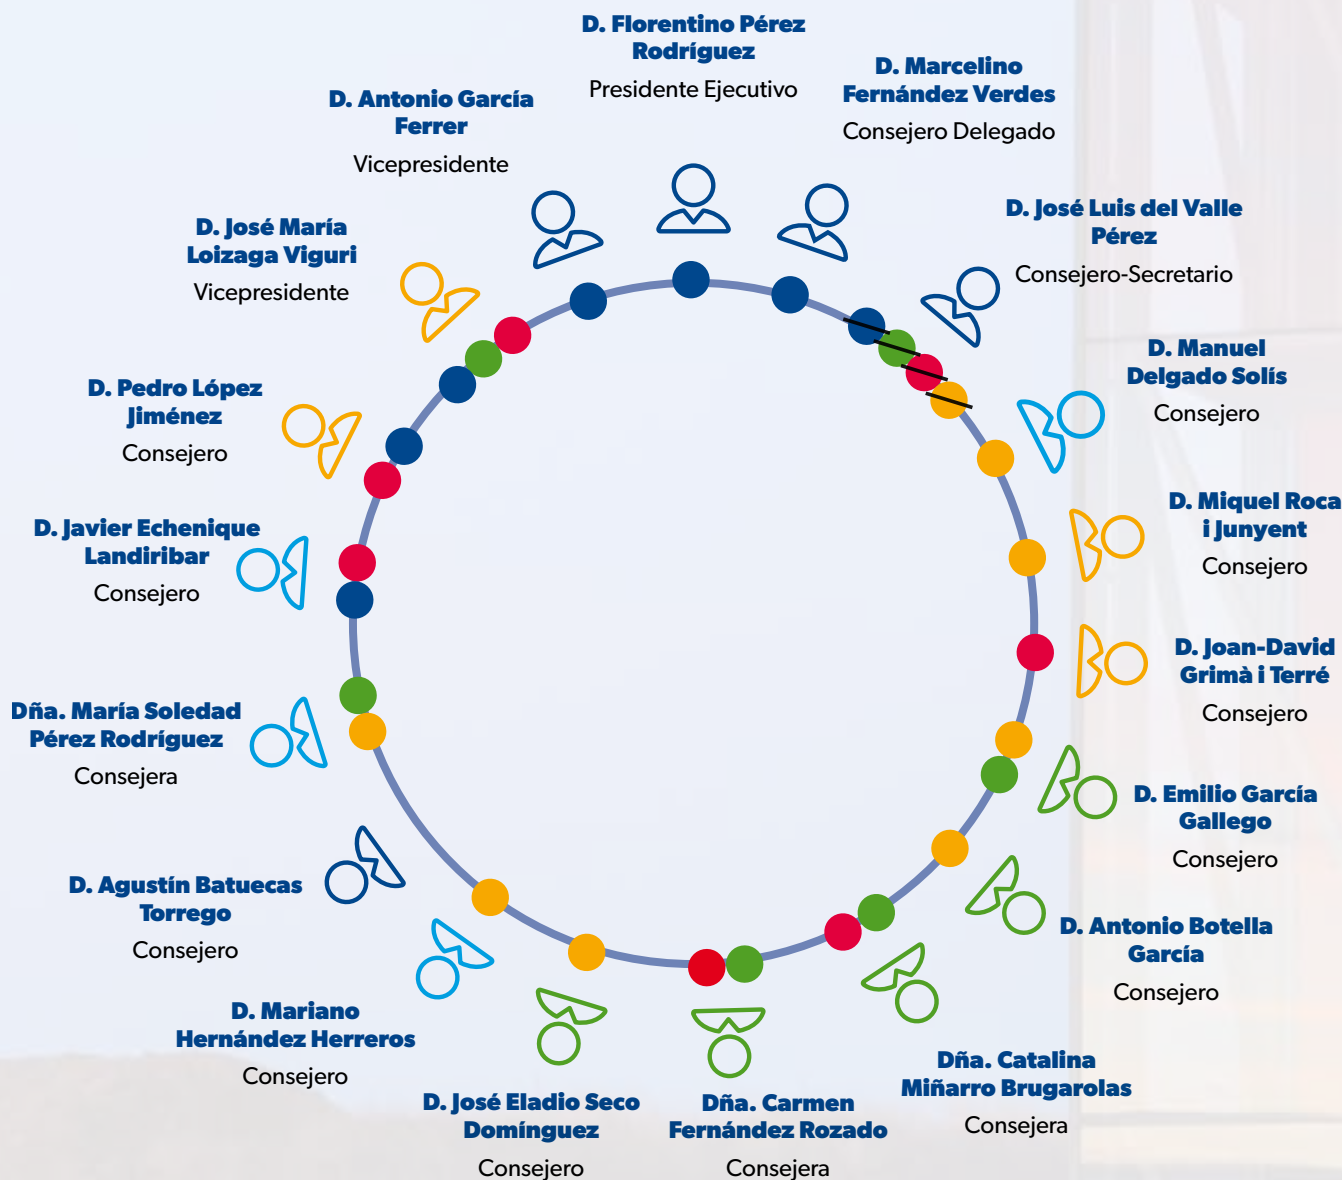 D. Florentino Pérez
Rodríguez
Presidente Ejecutivo
D. Marcelino
Fernández Verdes
Consejero Delegado
D. José Luis del Valle
Pérez
Consejero-Secretario
D. Manuel
Delgado Solís
Consejero
D. Miquel Roca
i Junyent
Consejero
D. Joan-David
Grimà i Terré
Consejero
D. Emilio García
Gallego
Consejero
D. Antonio Botella
García
Consejero
Dña. Catalina
Miñarro Brugarolas
Consejera
Dña. Carmen
Fernández Rozado
Consejera
D. José Eladio Seco
Domínguez
Consejero
D. Mariano
Hernández Herreros
Consejero
D. Agustín Batuecas
Torrego
Consejero
Dña. María Soledad
Pérez Rodríguez
Consejera
D. Javier Echenique
Landiribar
Consejero
D. Pedro López
Jiménez
Consejero
D. José María
Loizaga Viguri
Vicepresidente
D. Antonio García
Ferrer
Vicepresidente